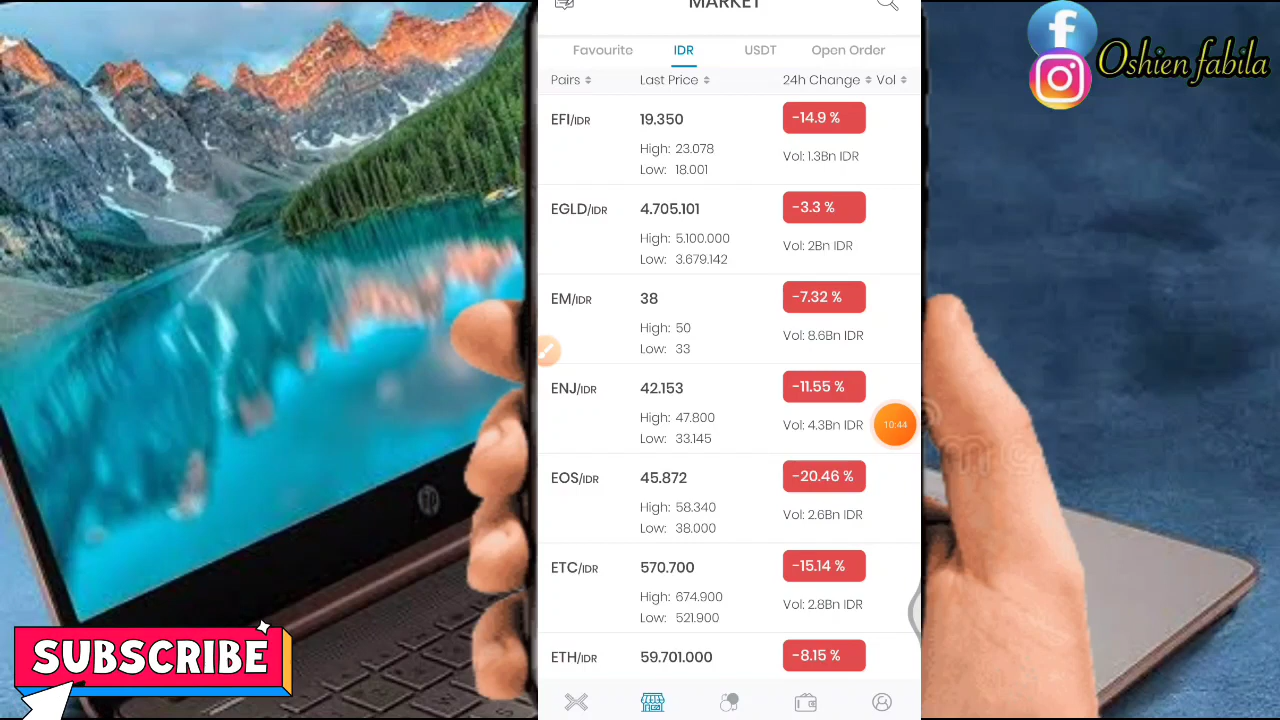 MARKET
Oshien fabila
Favourite IDR USDT Open Order
Pairs Last Price 24h Change Vol
EFI/IDR 19.350 -14.9 %
High: 23.078
Vol: 1.3Bn IDR
Low: 18.001
EGLD/IDR 4.705.101 -3.3 %
High: 5.100.000
Vol: 2Bn IDR
Low: 3.679.142
EM/IDR 38 -7.32 %
High: 50
Vol: 8.6Bn IDR
Low: 33
ENJ/IDR 42.153 -11.55 %
High: 47.800
Vol: 4.3Bn IDR
10:44
Low: 33.145
EOS/IDR 45.872 -20.46 %
High: 58.340
Vol: 2.6Bn IDR
Low: 38.000
ETC/IDR 570.700 -15.14 %
High: 674.900
Vol: 2.8Bn IDR
Low: 521.900
ETH/IDR 59.701.000 -8.15 %
SUBSCRIBE
hp